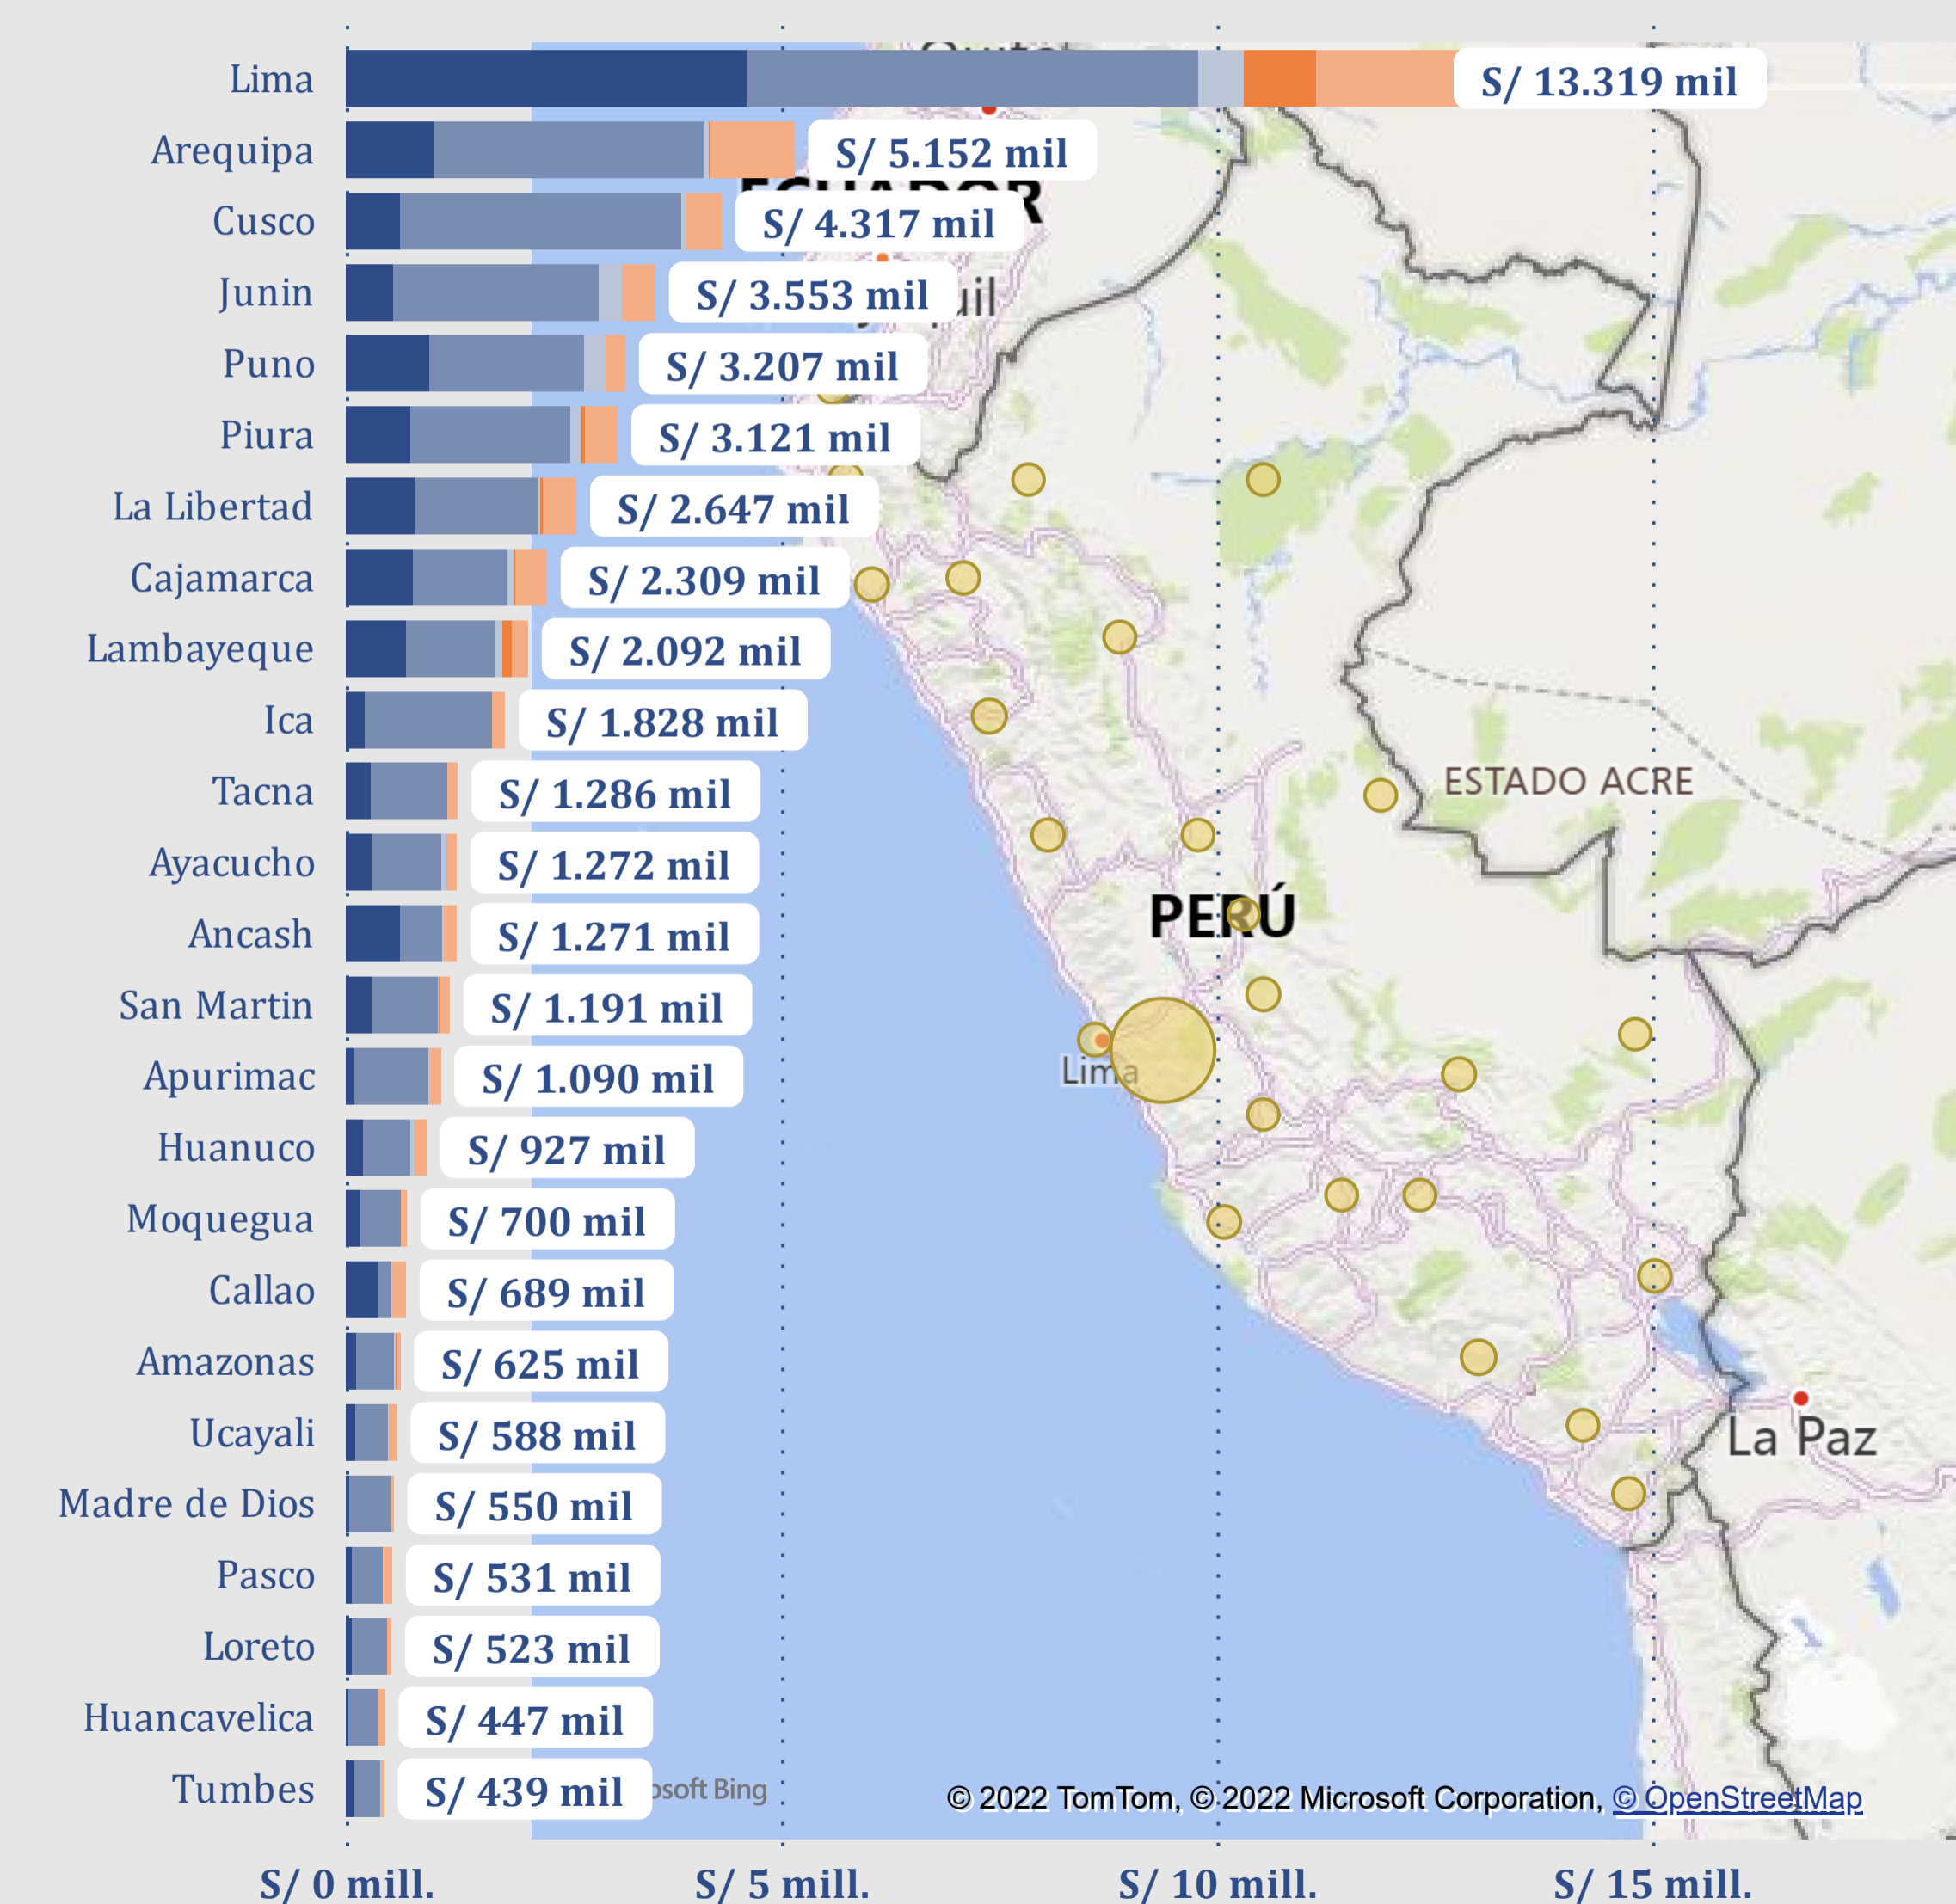 Lima S/ 13.319 mil
Arequipa S/ 5.152 mil
ECUADOR
Cusco S/ 4.317 mil
Junin S/ 3.553 mil
Puno S/ 3.207 mil
Piura S/ 3.121 mil
La Libertad S/ 2.647 mil
Cajamarca S/ 2.309 mil
Lambayeque S/ 2.092 mil
Ica S/ 1.828 mil
Tacna S/ 1.286 mil
ESTADO ACRE
Ayacucho S/ 1.272 mil
Ancash S/ 1.271 mil
PERÚ
San Martin S/ 1.191 mil
Apurimac S/ 1.090 mil
Lima
Huanuco S/ 927 mil
Moquegua S/ 700 mil
Callao S/ 689 mil
Amazonas S/ 625 mil
Ucayali S/ 588 mil
La Paz
Madre de Dios S/ 550 mil
Pasco S/ 531 mil
Loreto S/ 523 mil
Huancavelica S/ 447 mil
Tumbes S/ 439 mil
osoft Bing
© 2022 TomTom, © 2022 Microsoft Corporation, © OpenStreetMap
S/ 0 mill. S/ 5 mill. S/ 10 mill. S/ 15 mill.